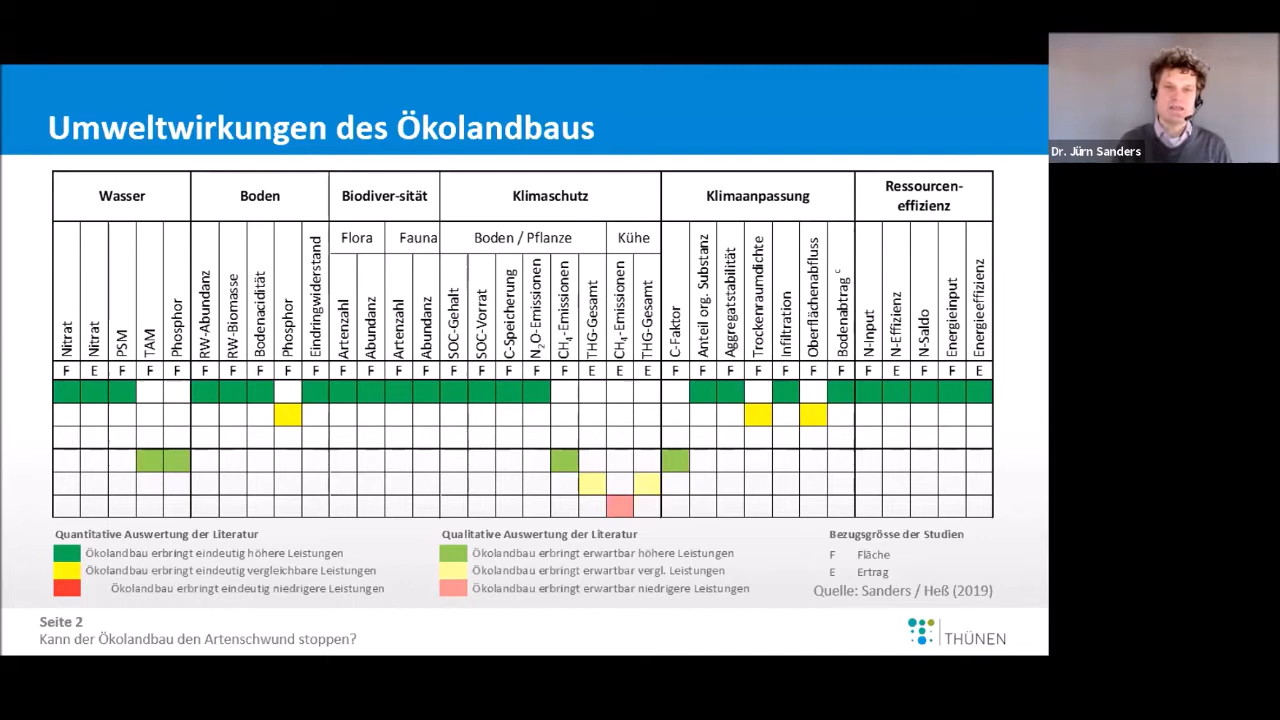 Umweltwirkungen des Ökolandbaus
Dr. Jürn Sanders
Wasser Boden Biodiver-sität Klimaschutz Klimaanpassung Ressourcen-
effizienz
Flora Fauna Boden / Pflanze Kühe
Nitrat
Nitrat
PSM
TAM
Phosphor
RW-Abundanz
RW-Biomasse
Bodenacidität
Phosphor
Eindringwiderstand
Artenzahl
Abundanz
Artenzahl
Abundanz
SOC-Gehalt
SOC-Vorrat
C-Speicherung
N₂O-Emissionen
CH₄-Emissionen
THG-Gesamt
CH₄-Emissionen
THG-Gesamt
C-Faktor
Anteil org. Substanz
Aggregatstabilität
Trockenraumdichte
Infiltration
Oberflächenabfluss
Bodenabtrag ᶜ
N-Input
N-Effizienz
N-Saldo
Energieinput
Energieeffizienz
F E F F F F F F F F F F F F F F F F F E E E F F F F F F F F E F F E
Quantitative Auswertung der Literatur
Ökolandbau erbringt eindeutig höhere Leistungen
Ökolandbau erbringt eindeutig vergleichbare Leistungen
Ökolandbau erbringt eindeutig niedrigere Leistungen
Qualitative Auswertung der Literatur
Ökolandbau erbringt erwartbar höhere Leistungen
Ökolandbau erbringt erwartbar vergl. Leistungen
Ökolandbau erbringt erwartbar niedrigere Leistungen
Bezugsgrösse der Studien
F Fläche
E Ertrag
Quelle: Sanders / Heß (2019)
Seite 2
Kann der Ökolandbau den Artenschwund stoppen?
THÜNEN